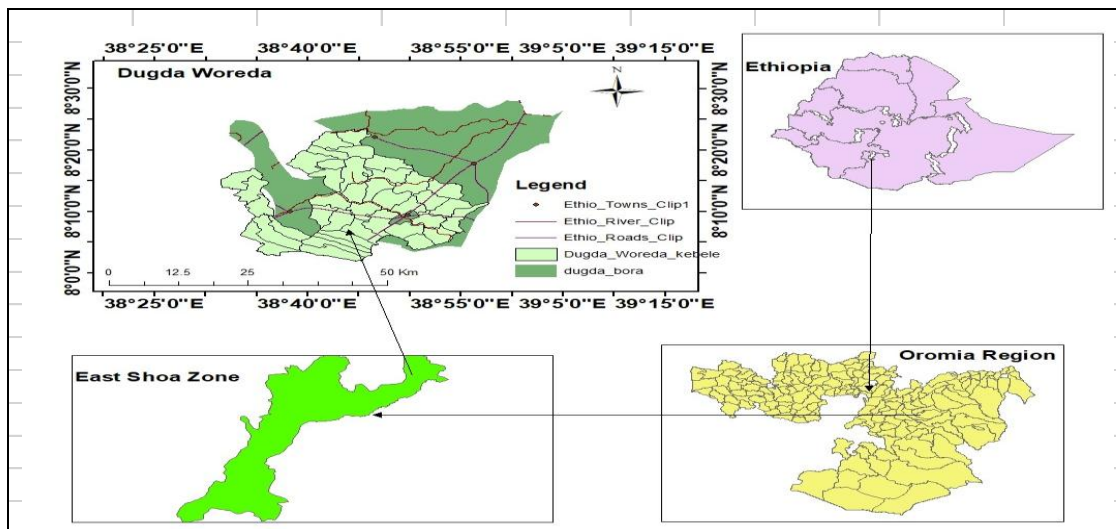 38°25'0"E 38°40'0"E 38°55'0"E 39°5'0"E 39°15'0"E
Dugda Woreda
N
8°30'0"N
8°20'0"N
8°10'0"N
8°0'0"N
8°30'0"N
8°20'0"N
8°10'0"N
8°0'0"N
Legend
Ethio_Towns_Clip1
Ethio_River_Clip
Ethio_Roads_Clip
Dugda_Woreda_kebele
dugda_bora
0 12.5 25 50 Km
38°25'0"E 38°40'0"E 38°55'0"E 39°5'0"E 39°15'0"E
Ethiopia
East Shoa Zone
Oromia Region